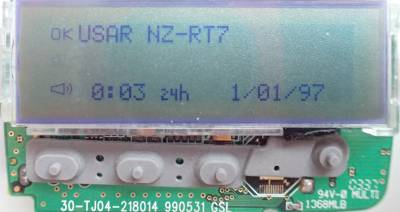 OK USAR NZ-RT7
0:03 24h 1/01/97
0337
94V-0 MULTI
1368MLB
30-TJ04-218014 990531 GSL